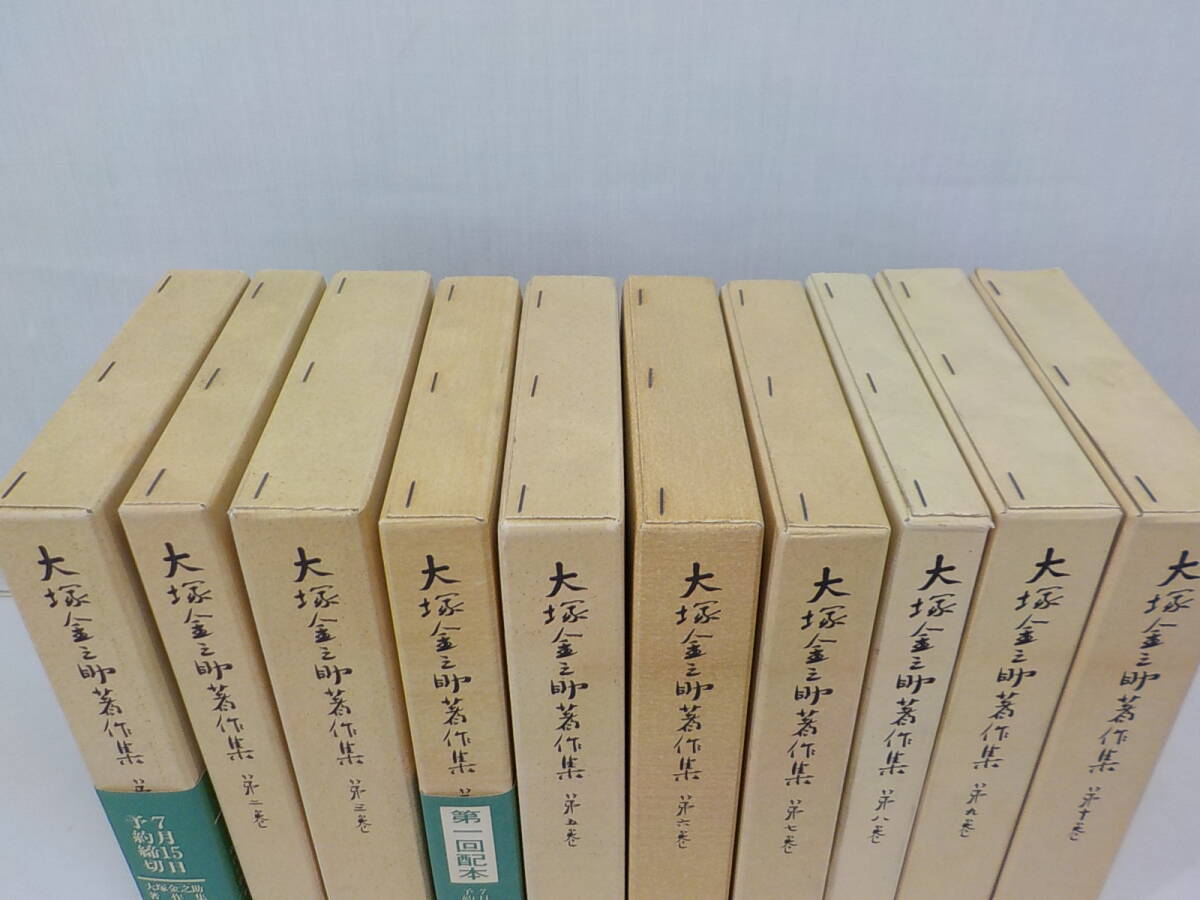 大塚金之助著作集
7月15日
予約締切
大塚金之助
大塚金之助著作集 第二巻
大塚金之助著作集 第三巻
大塚金之助著作集
第一回配本
大塚金之助著作集 第五巻
大塚金之助著作集 第六巻
大塚金之助著作集 第七巻
大塚金之助著作集 第八巻
大塚金之助著作集 第九巻
大塚金之助著作集 第十巻